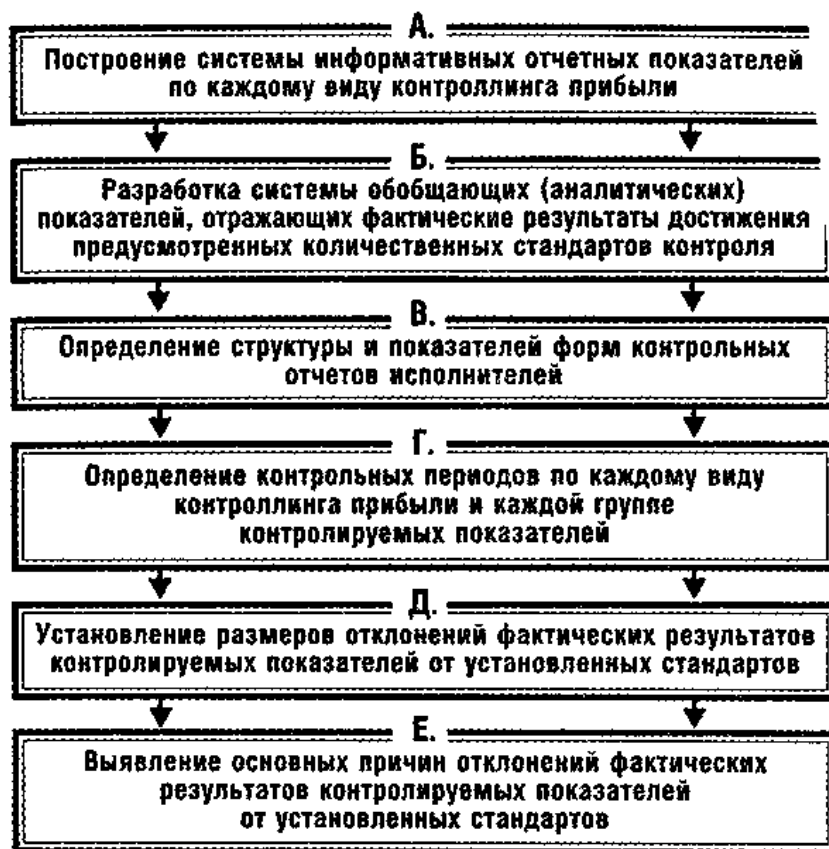 А.
Построение системы информативных отчетных показателей
по каждому виду контроллинга прибыли
Б.
Разработка системы обобщающих (аналитических)
показателей, отражающих фактические результаты достижения
предусмотренных количественных стандартов контроля
В.
Определение структуры и показателей форм контрольных
отчетов исполнителей
Г.
Определение контрольных периодов по каждому виду
контроллинга прибыли и каждой группе
контролируемых показателей
Д.
Установление размеров отклонений фактических результатов
контролируемых показателей от установленных стандартов
Е.
Выявление основных причин отклонений фактических
результатов контролируемых показателей
от установленных стандартов